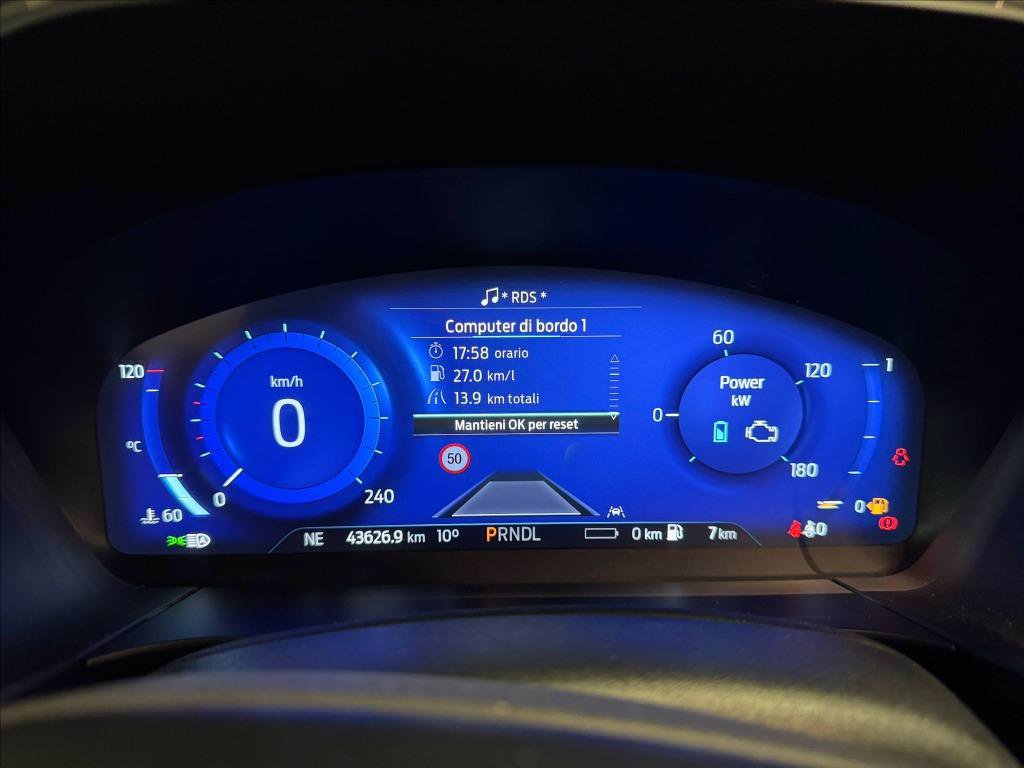 * RDS *
Computer di bordo 1
17:58 orario
27.0 km/l
13.9 km totali
Mantieni OK per reset
50
120
°C
60
km/h
0
0
240
60
120
0
Power
kW
180
1
0
NE 43626.9 km 10° PRNDL 0 km 7 km